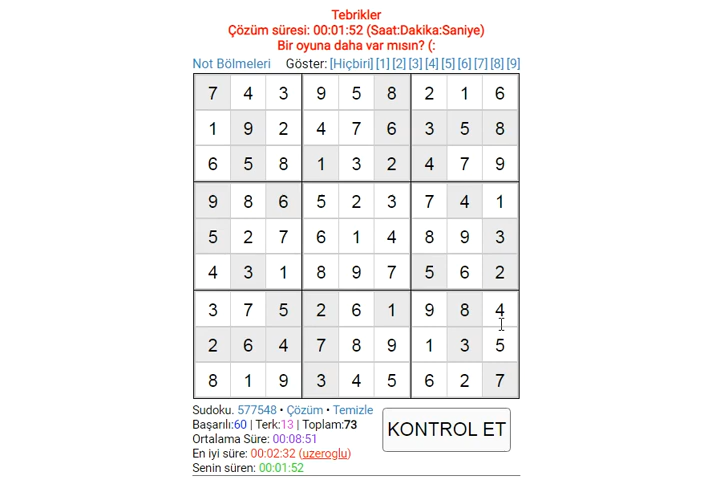 Tebrikler
Çözüm süresi: 00:01:52 (Saat:Dakika:Saniye)
Bir oyuna daha var mısın? (:
Not Bölmeleri Göster: [Hiçbiri] [1] [2] [3] [4] [5] [6] [7] [8] [9]
7 4 3 9 5 8 2 1 6
1 9 2 4 7 6 3 5 8
6 5 8 1 3 2 4 7 9
9 8 6 5 2 3 7 4 1
5 2 7 6 1 4 8 9 3
4 3 1 8 9 7 5 6 2
3 7 5 2 6 1 9 8 4
2 6 4 7 8 9 1 3 5
8 1 9 3 4 5 6 2 7
Sudoku. 577548 • Çözüm • Temizle
Başarılı:60 | Terk:13 | Toplam:73
Ortalama Süre: 00:08:51
En iyi süre: 00:02:32 (uzeroglu)
Senin süren: 00:01:52
KONTROL ET